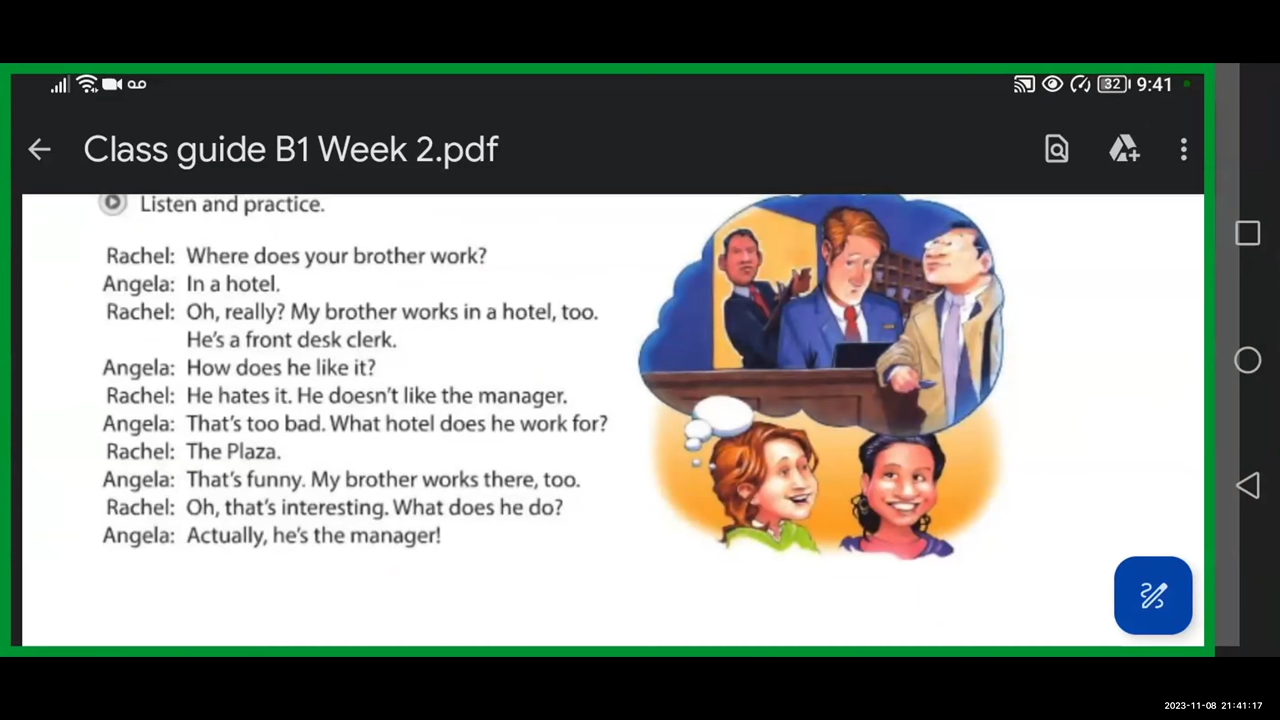 32 9:41
Class guide B1 Week 2.pdf
Listen and practice.
Rachel: Where does your brother work?
Angela: In a hotel.
Rachel: Oh, really? My brother works in a hotel, too.
He's a front desk clerk.
Angela: How does he like it?
Rachel: He hates it. He doesn't like the manager.
Angela: That's too bad. What hotel does he work for?
Rachel: The Plaza.
Angela: That's funny. My brother works there, too.
Rachel: Oh, that's interesting. What does he do?
Angela: Actually, he's the manager!
2023-11-08 21:41:17